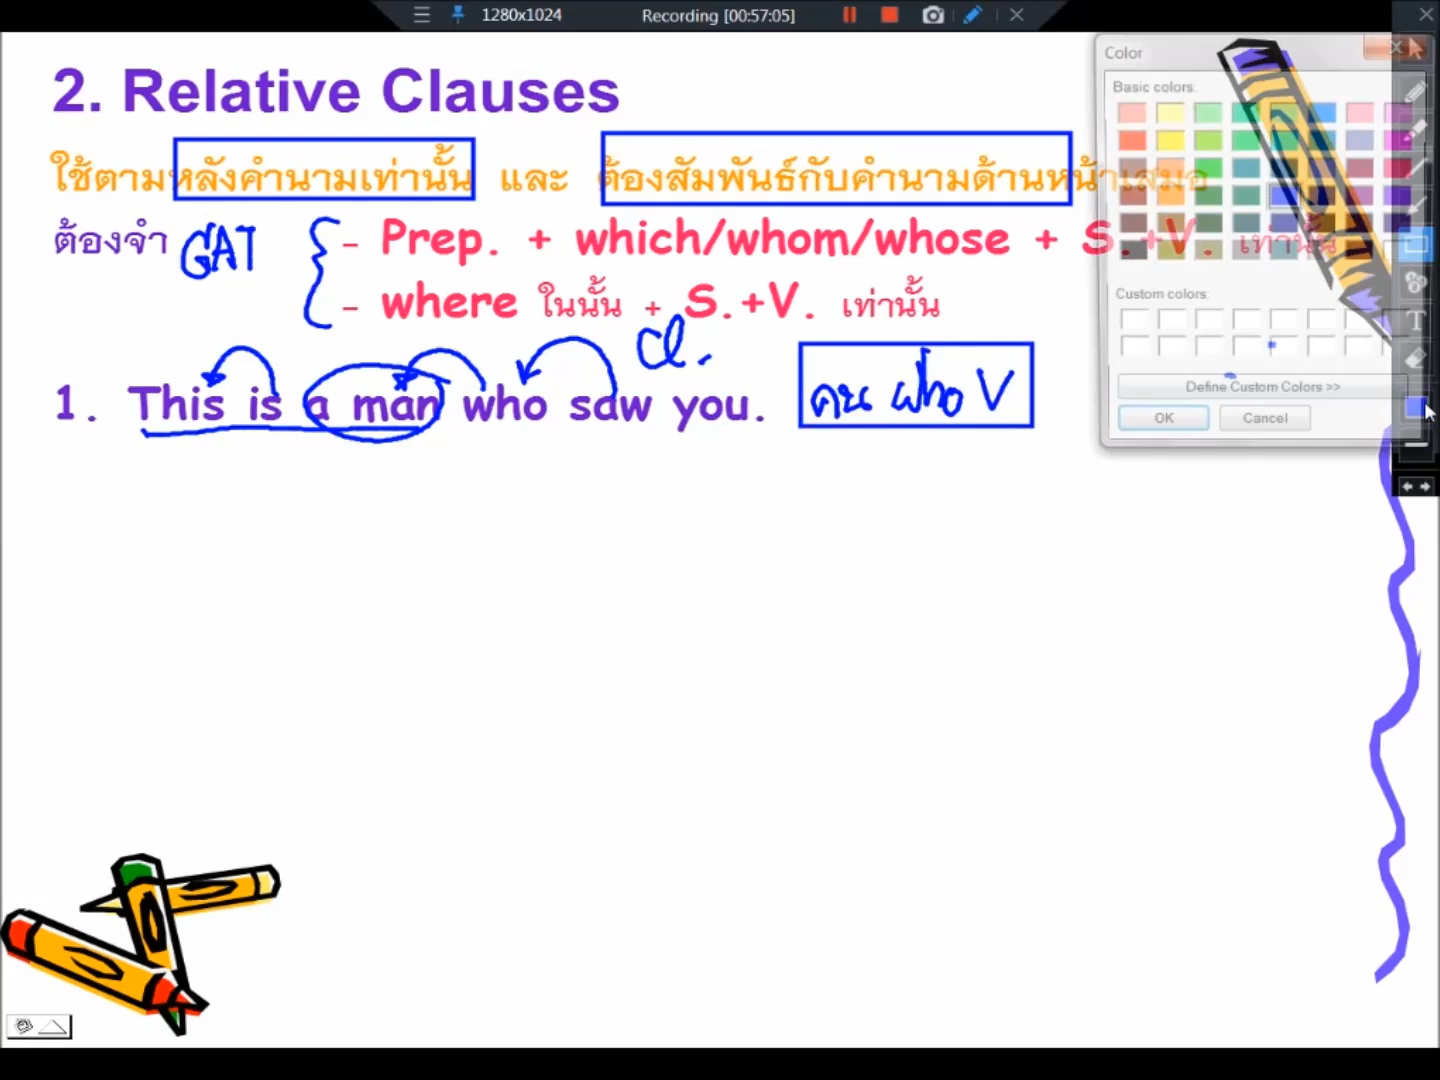 1280x1024 Recording [00:57:05]
2. Relative Clauses
Color
Basic colors:
ใช้ตามหลังคำนามเท่านั้น และ ต้องสัมพันธ์กับคำนามด้านหน้าเสมอ
ต้องจำ GAT - Prep. + which/whom/whose + S.+V. เท่านั้น
- where ในนั้น + S.+V. เท่านั้น
Custom colors:
Cl.
1. This is a man who saw you. คน who V
Define Custom Colors >>
OK Cancel